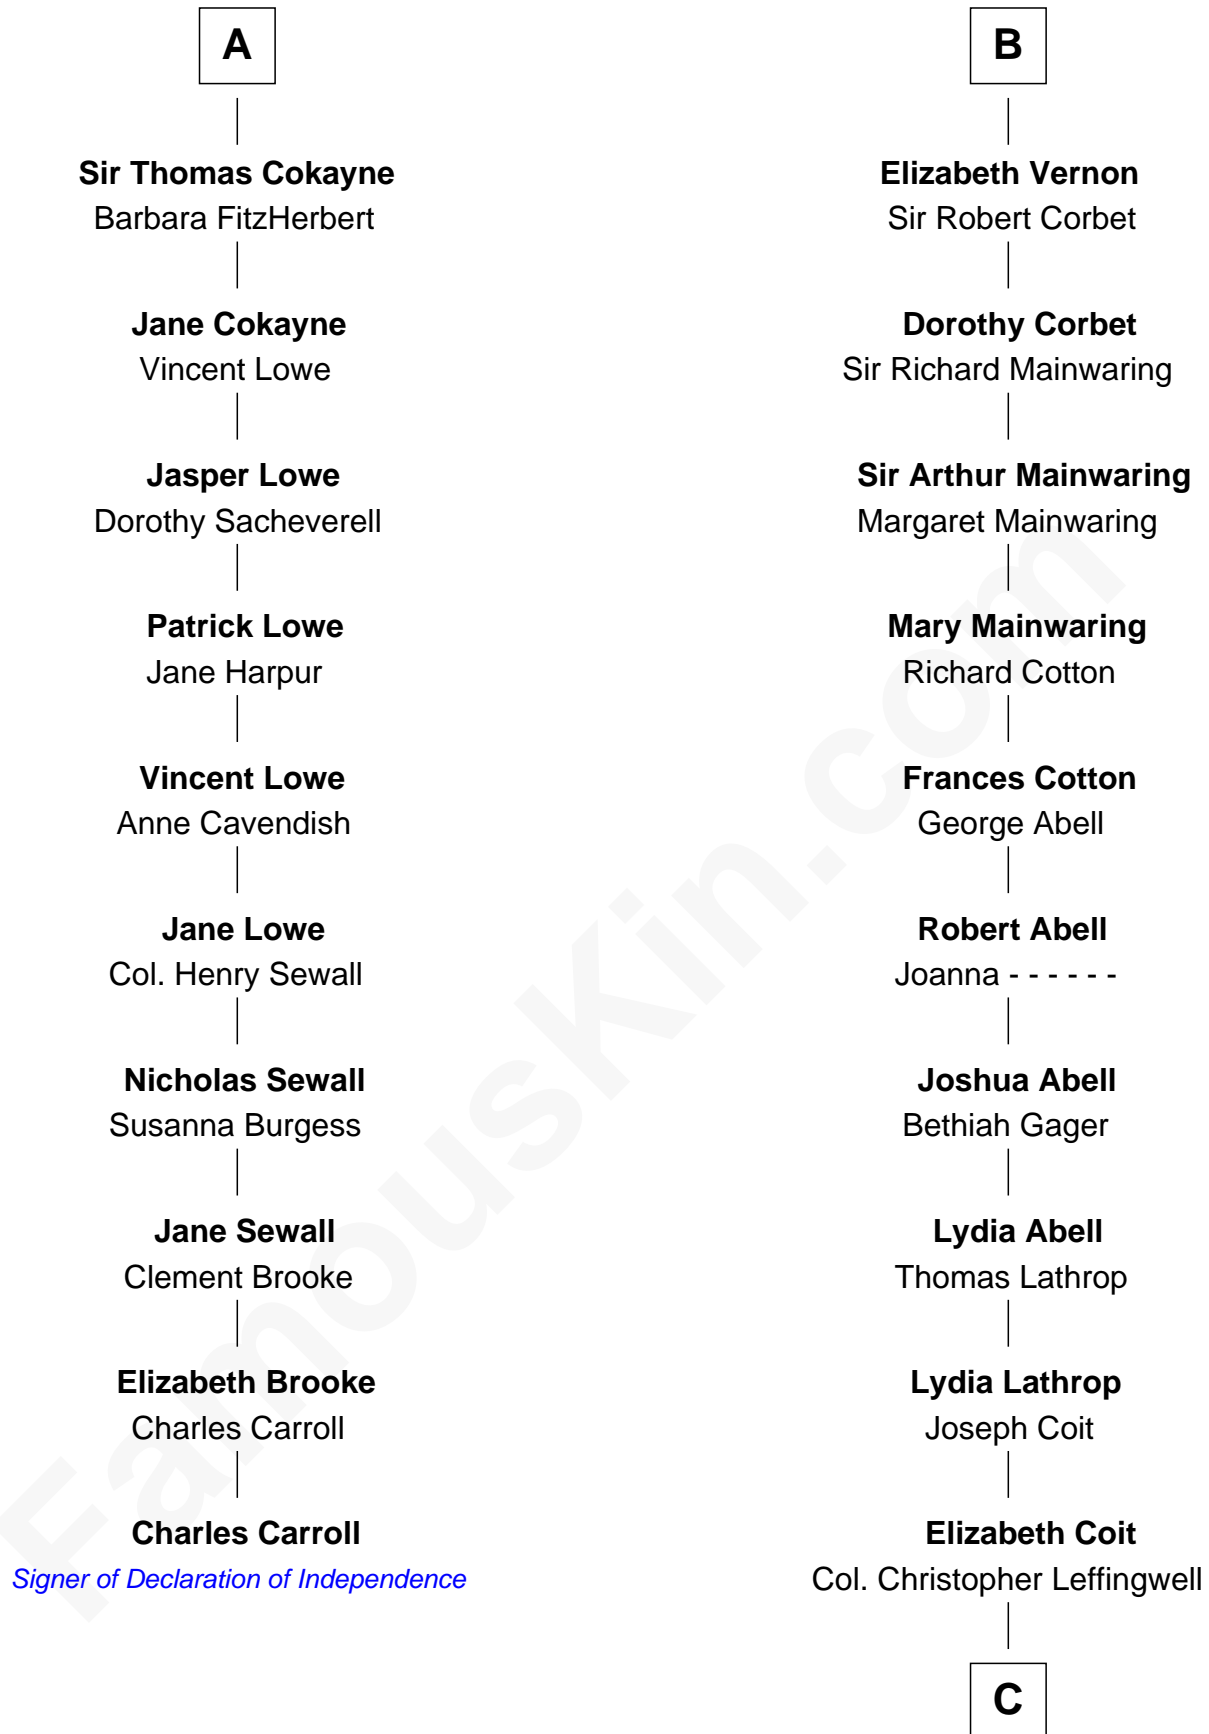 A
Sir Thomas Cokayne
Barbara FitzHerbert
Jane Cokayne
Vincent Lowe
Jasper Lowe
Dorothy Sacheverell
Patrick Lowe
Jane Harpur
Vincent Lowe
Anne Cavendish
Jane Lowe
Col. Henry Sewall
Nicholas Sewall
Susanna Burgess
Jane Sewall
Clement Brooke
Elizabeth Brooke
Charles Carroll
Charles Carroll
Signer of Declaration of Independence
B
Elizabeth Vernon
Sir Robert Corbet
Dorothy Corbet
Sir Richard Mainwaring
Sir Arthur Mainwaring
Margaret Mainwaring
Mary Mainwaring
Richard Cotton
Frances Cotton
George Abell
Robert Abell
Joanna - - - - - -
Joshua Abell
Bethiah Gager
Lydia Abell
Thomas Lathrop
Lydia Lathrop
Joseph Coit
Elizabeth Coit
Col. Christopher Leffingwell
C
FamousKin.com